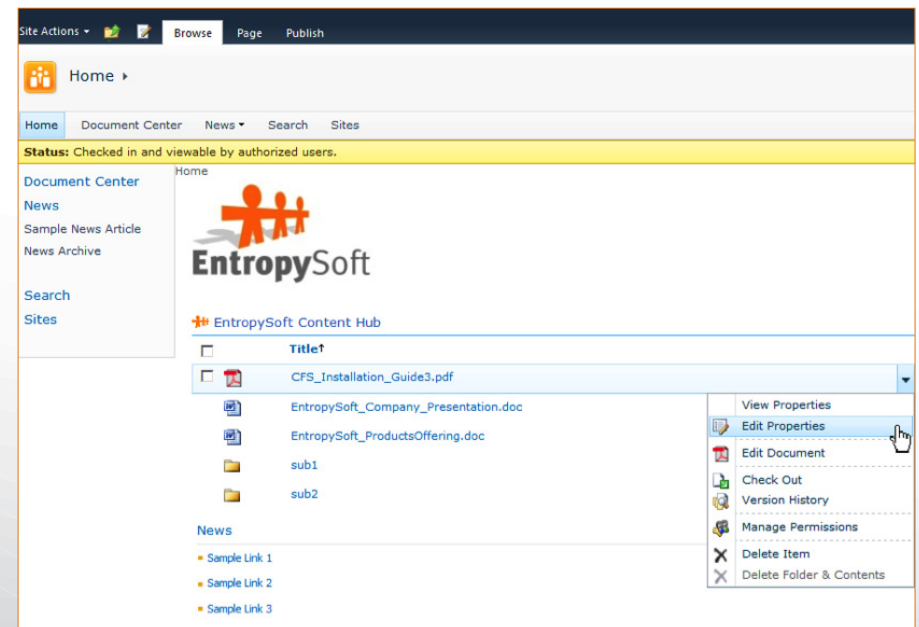 Site Actions Browse Page Publish
Home
Home Document Center News Search Sites
Status: Checked in and viewable by authorized users.
Document Center
News
Sample News Article
News Archive
Search
Sites
Home
EntropySoft
EntropySoft Content Hub
Title
CFS_Installation_Guide3.pdf
EntropySoft_Company_Presentation.doc
EntropySoft_ProductsOffering.doc
sub1
sub2
View Properties
Edit Properties
Edit Document
Check Out
Version History
Manage Permissions
Delete Item
Delete Folder & Contents
News
Sample Link 1
Sample Link 2
Sample Link 3